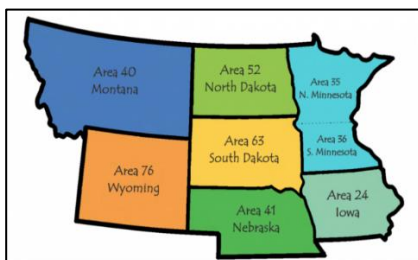 Area 40
Montana
Area 52
North Dakota
Area 35
N. Minnesota
Area 36
S. Minnesota
Area 63
South Dakota
Area 76
Wyoming
Area 24
Iowa
Area 41
Nebraska